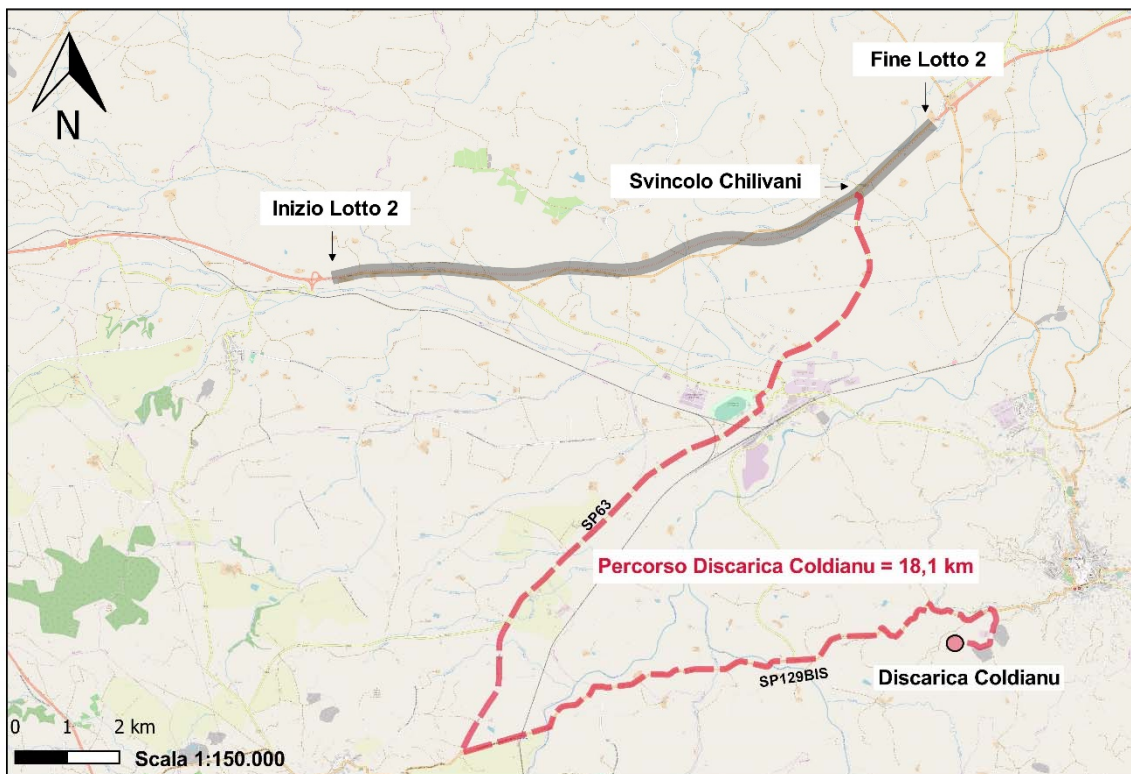 Fine Lotto 2
N
Svincolo Chilivani
Inizio Lotto 2
SP63
Percorso Discarica Coldianu = 18,1 km
SP129BIS
Discarica Coldianu
0 1 2 km
Scala 1:150.000